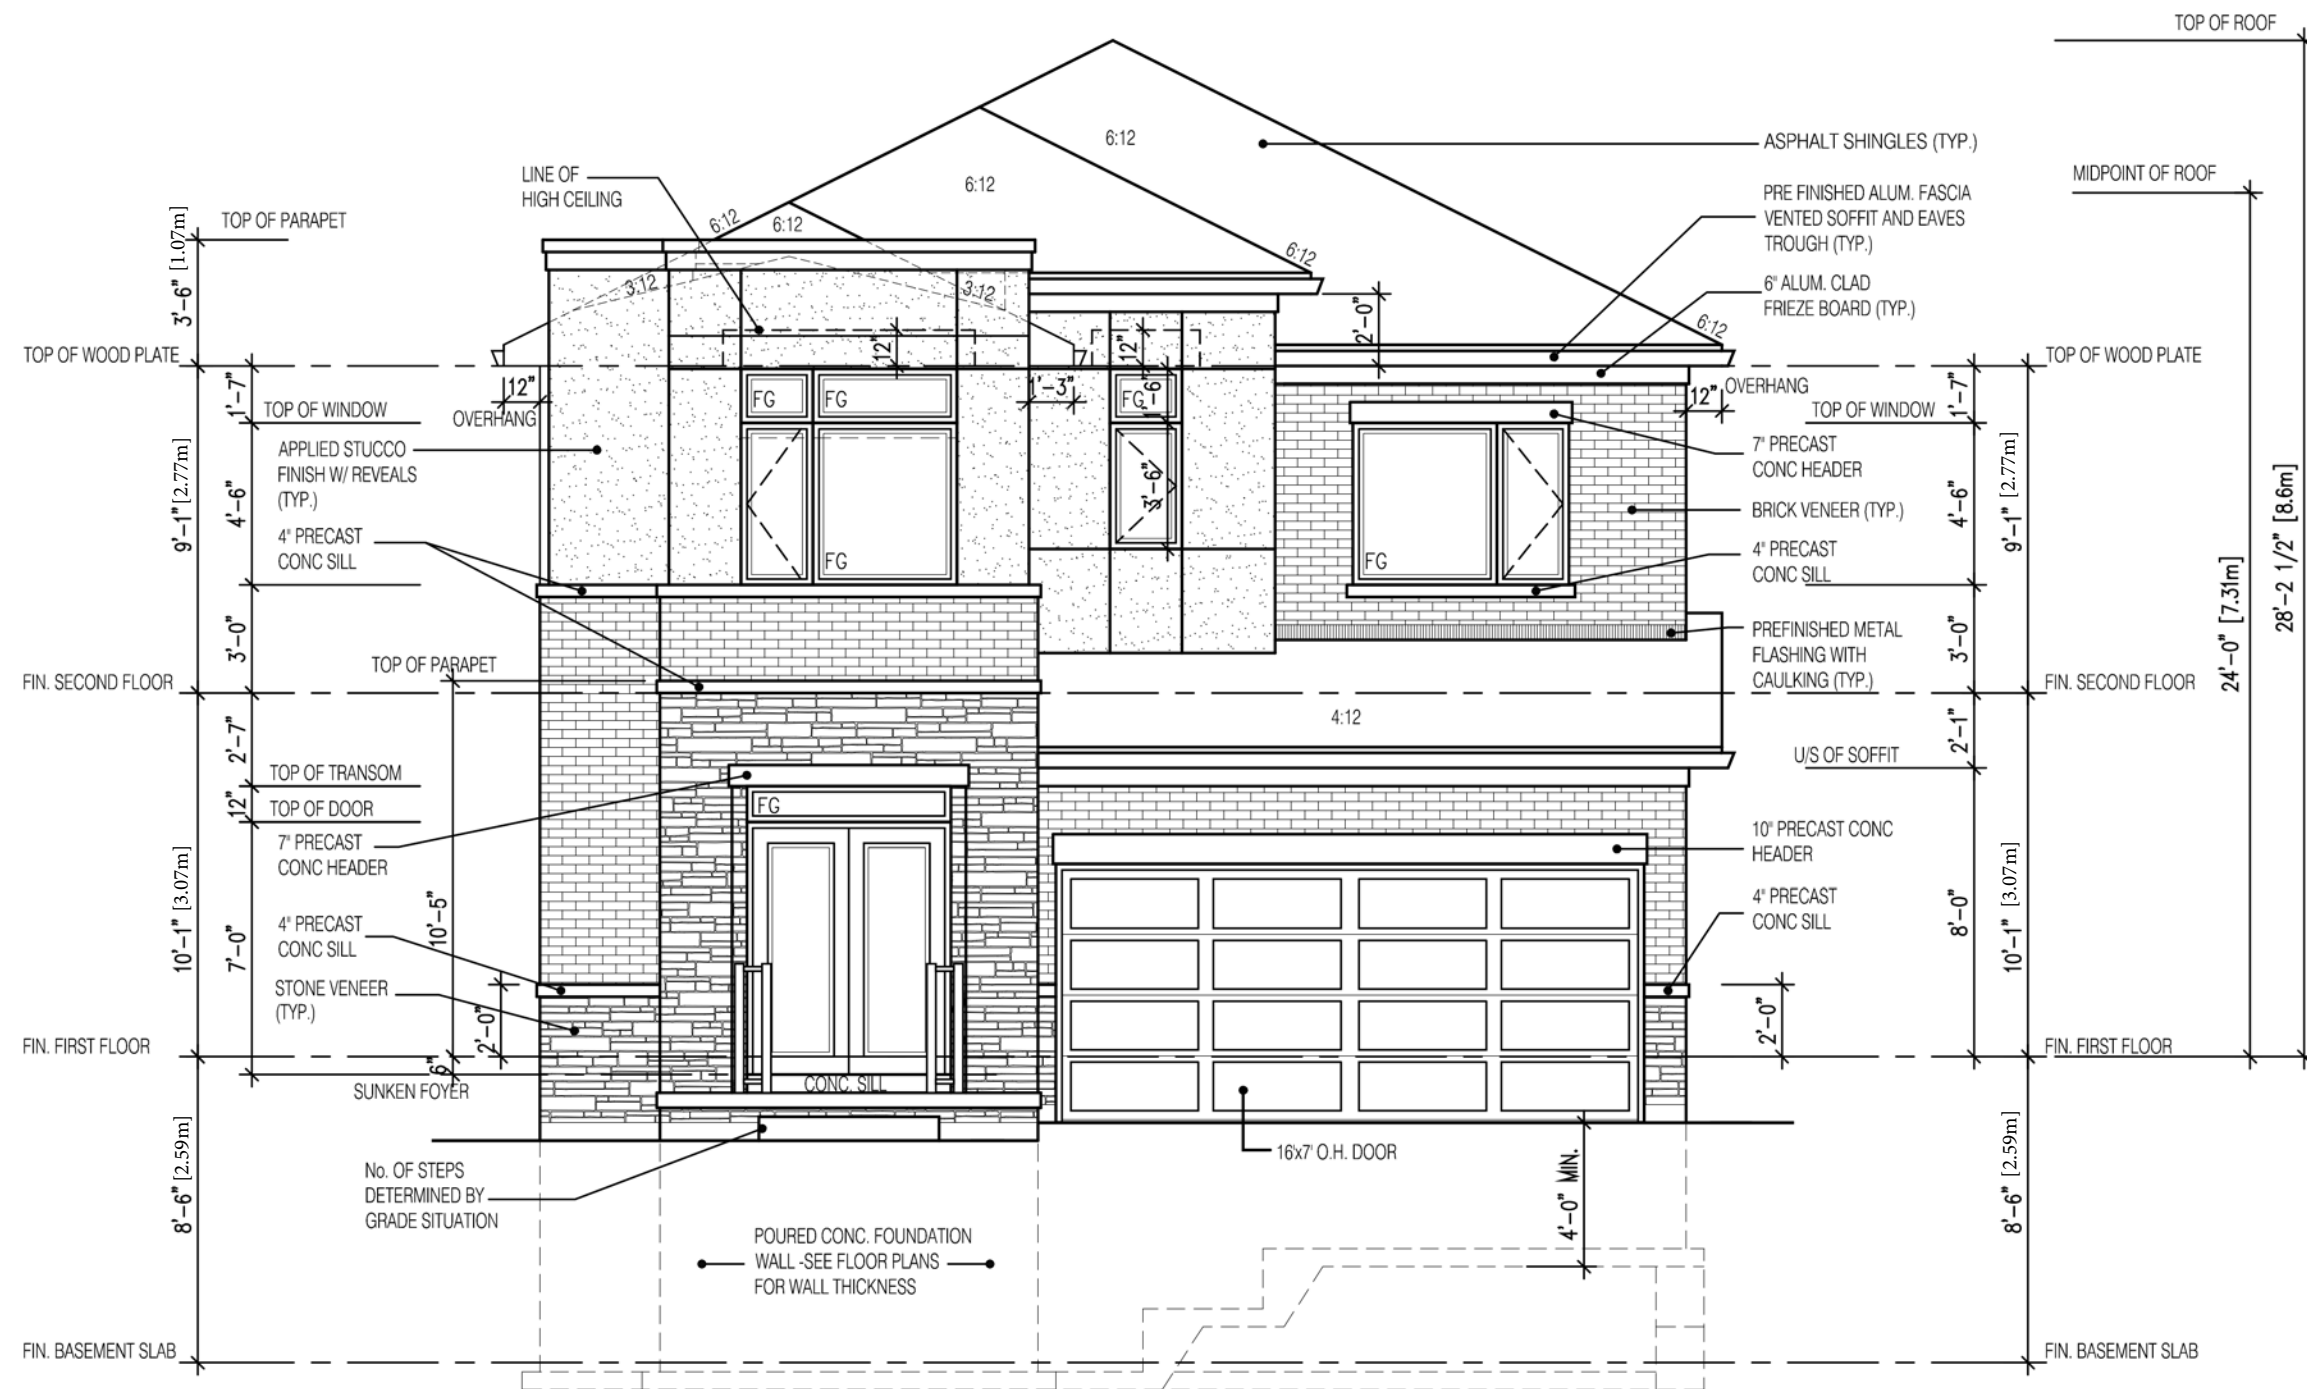 TOP OF ROOF
6:12
ASPHALT SHINGLES (TYP.)
MIDPOINT OF ROOF
LINE OF
HIGH CEILING
6:12
PRE FINISHED ALUM. FASCIA
VENTED SOFFIT AND EAVES
TROUGH (TYP.)
TOP OF PARAPET
6:12
6:12
6:12
3'-6" [1.07m]
3:12
3:12
6" ALUM. CLAD
FRIEZE BOARD (TYP.)
2'-0"
6:12
12"
12"
TOP OF WOOD PLATE
TOP OF WOOD PLATE
1'-7"
12"
OVERHANG
FG
FG
1'-3"
FG
1'-6"
12"
OVERHANG
1'-7"
TOP OF WINDOW
TOP OF WINDOW
APPLIED STUCCO
FINISH W/ REVEALS
(TYP.)
7" PRECAST
CONC HEADER
9'-1" [2.77m]
4'-6"
3'-6"
4'-6"
9'-1" [2.77m]
BRICK VENEER (TYP.)
4" PRECAST
CONC SILL
FG
FG
4" PRECAST
CONC SILL
28'-2 1/2" [8.6m]
24'-0" [7.31m]
3'-0"
3'-0"
PREFINISHED METAL
FLASHING WITH
CAULKING (TYP.)
TOP OF PARAPET
FIN. SECOND FLOOR
FIN. SECOND FLOOR
4:12
2'-7"
2'-1"
U/S OF SOFFIT
TOP OF TRANSOM
12"
TOP OF DOOR
FG
7" PRECAST
CONC HEADER
10" PRECAST CONC
HEADER
10'-1" [3.07m]
7'-0"
10'-5"
8'-0"
10'-1" [3.07m]
4" PRECAST
CONC SILL
4" PRECAST
CONC SILL
STONE VENEER
(TYP.)
2'-0"
2'-0"
FIN. FIRST FLOOR
FIN. FIRST FLOOR
6"
SUNKEN FOYER
CONC. SILL
16'x7' O.H. DOOR
No. OF STEPS
DETERMINED BY
GRADE SITUATION
8'-6" [2.59m]
4'-0" MIN.
8'-6" [2.59m]
POURED CONC. FOUNDATION
WALL -SEE FLOOR PLANS
FOR WALL THICKNESS
FIN. BASEMENT SLAB
FIN. BASEMENT SLAB